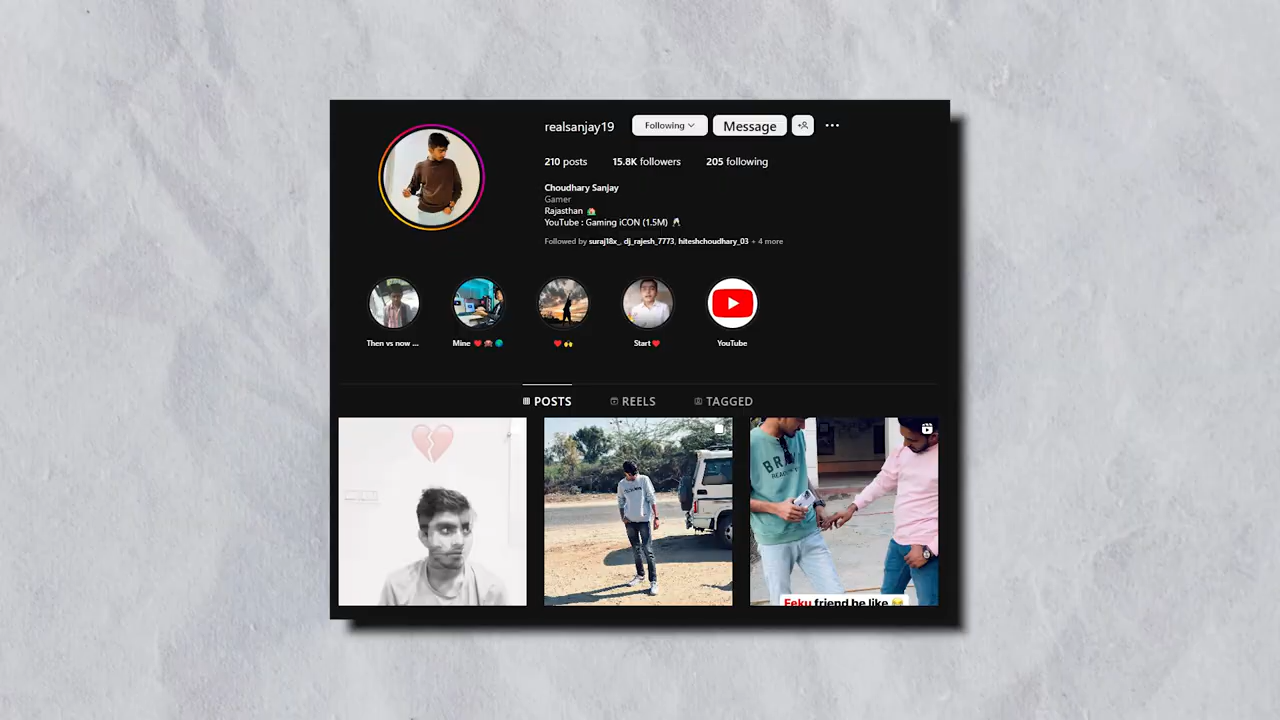 realsanjay19 Following Message
210 posts 15.8K followers 205 following
Choudhary Sanjay
Gamer
Rajasthan
YouTube : Gaming iCON (1.5M)
Followed by suraj18x_, dj_rajesh_7773, hiteshchoudhary_03 + 4 more
Then vs now ... Mine Start YouTube
POSTS REELS TAGGED
Feku friend be like